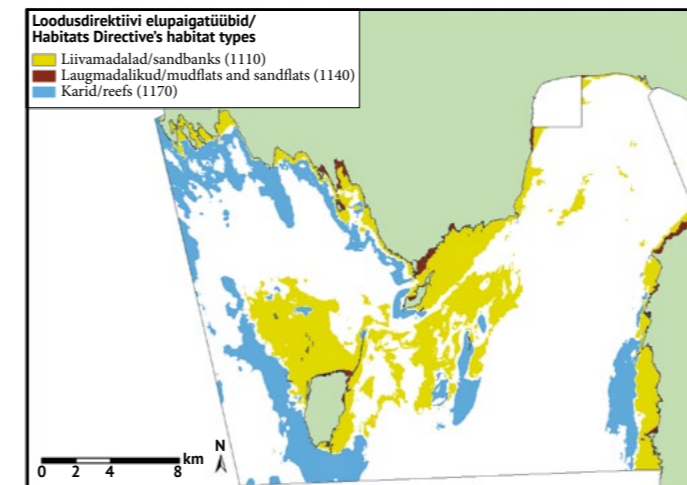 Loodusdirektiivi elupaigatüübid/
Habitats Directive's habitat types
Liivamadalad/sandbanks (1110)
Laugmadalikud/mudflats and sandflats (1140)
Karid/reefs (1170)
N
km
0 2 4 8